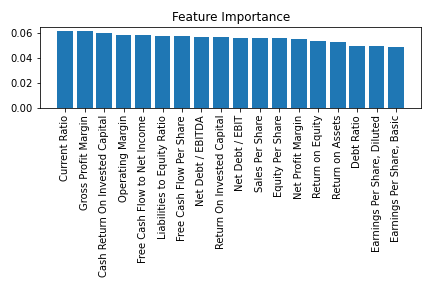 Feature Importance
0.06
0.04
0.02
0.00
Current Ratio
Gross Profit Margin
Cash Return On Invested Capital
Operating Margin
Free Cash Flow to Net Income
Liabilities to Equity Ratio
Free Cash Flow Per Share
Net Debt / EBITDA
Return On Invested Capital
Net Debt / EBIT
Sales Per Share
Equity Per Share
Net Profit Margin
Return on Equity
Return on Assets
Debt Ratio
Earnings Per Share, Diluted
Earnings Per Share, Basic